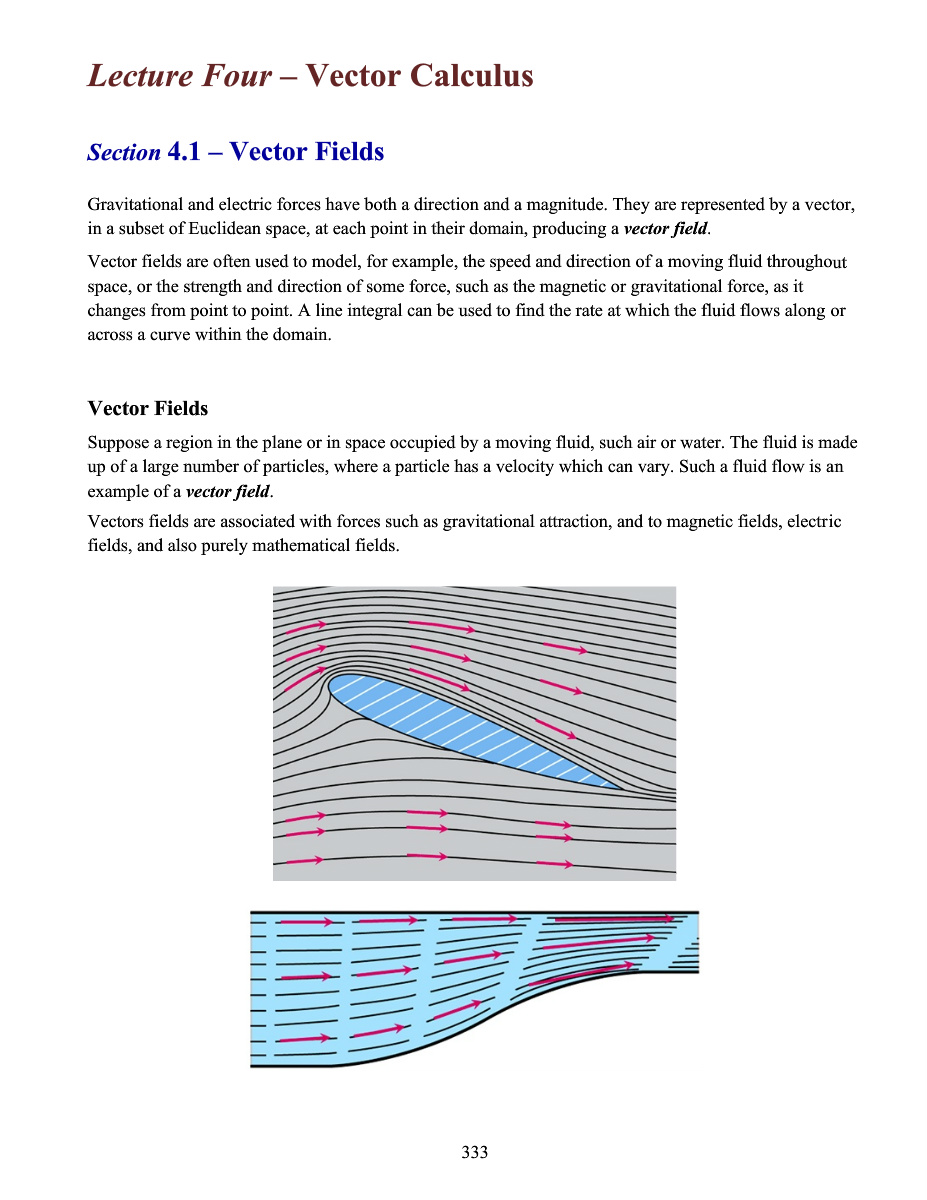 Lecture Four – Vector Calculus
Section 4.1 – Vector Fields
Gravitational and electric forces have both a direction and a magnitude. They are represented by a vector,
in a subset of Euclidean space, at each point in their domain, producing a vector field.
Vector fields are often used to model, for example, the speed and direction of a moving fluid throughout
space, or the strength and direction of some force, such as the magnetic or gravitational force, as it
changes from point to point. A line integral can be used to find the rate at which the fluid flows along or
across a curve within the domain.
Vector Fields
Suppose a region in the plane or in space occupied by a moving fluid, such air or water. The fluid is made
up of a large number of particles, where a particle has a velocity which can vary. Such a fluid flow is an
example of a vector field.
Vectors fields are associated with forces such as gravitational attraction, and to magnetic fields, electric
fields, and also purely mathematical fields.
333